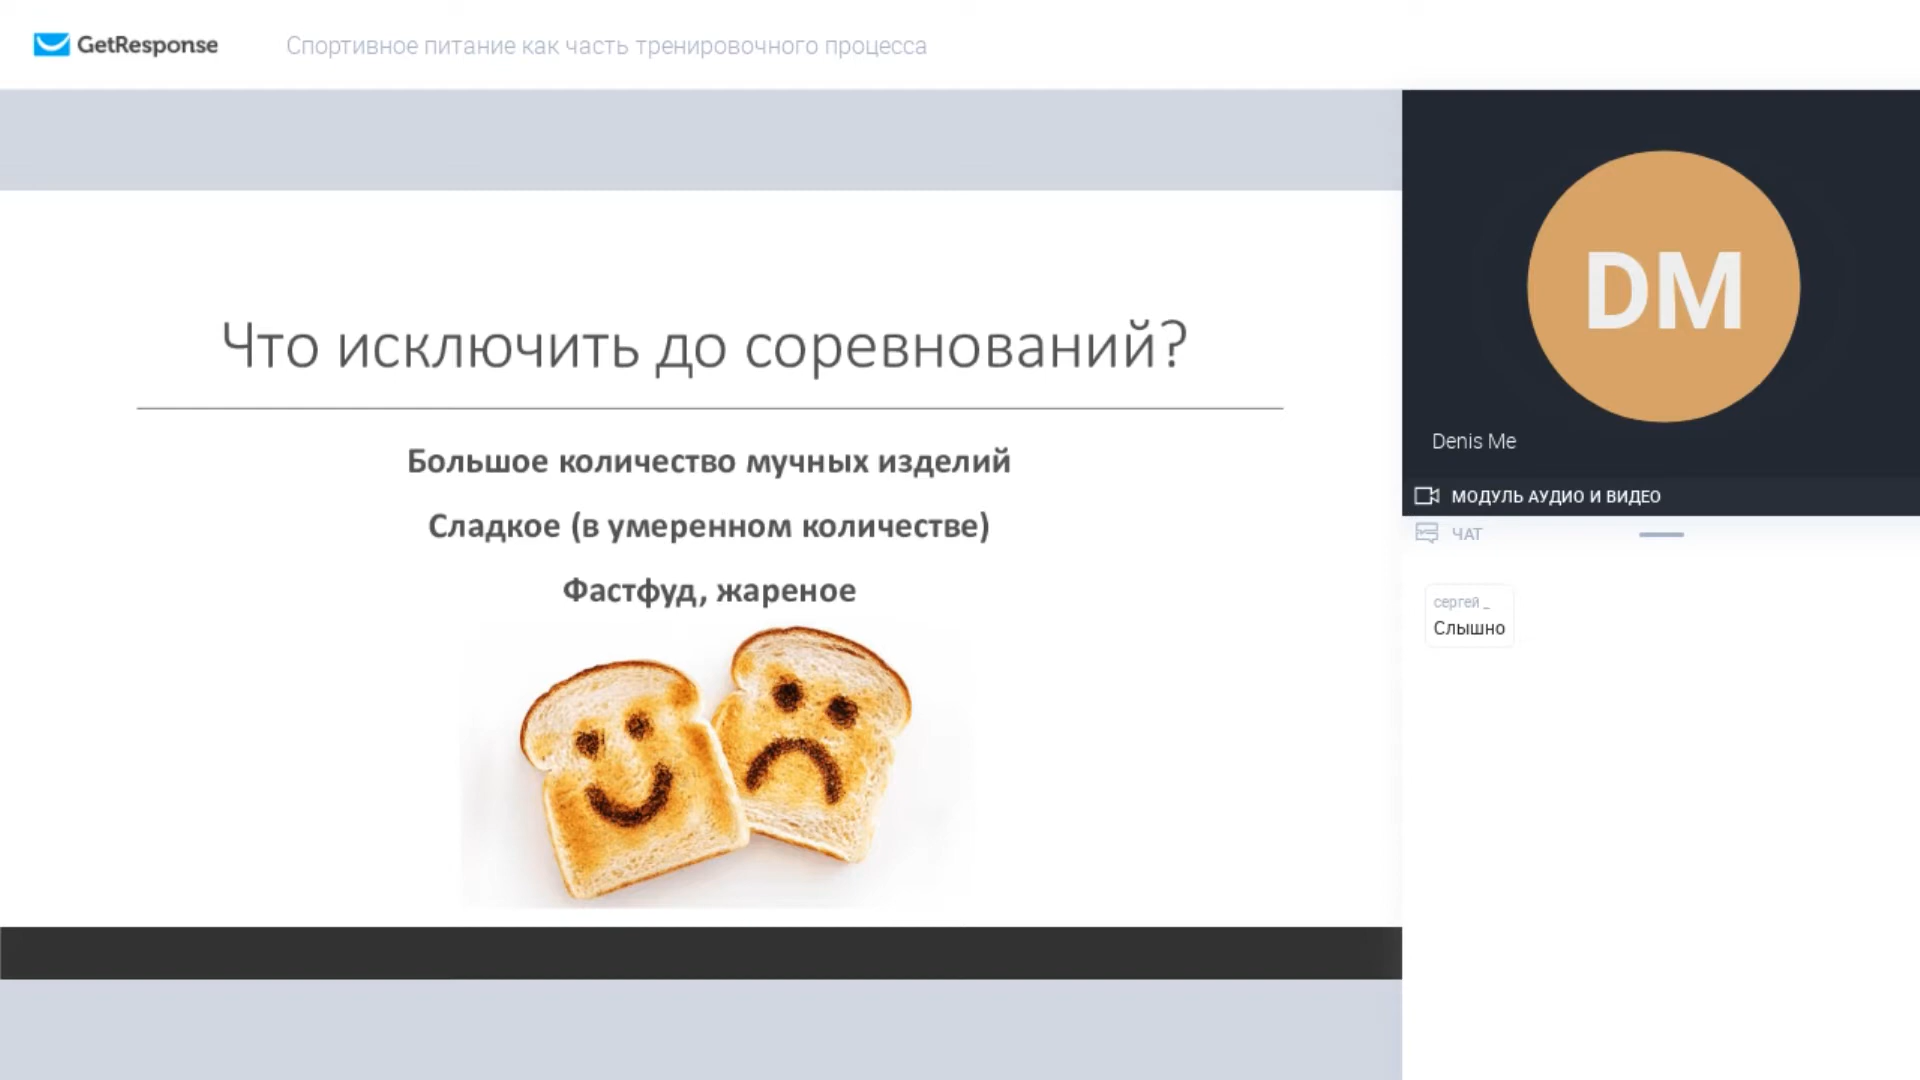 GetResponse
Спортивное питание как часть тренировочного процесса
Что исключить до соревнований?
Большое количество мучных изделий
Сладкое (в умеренном количестве)
Фастфуд, жареное
DM
Denis Me
МОДУЛЬ АУДИО И ВИДЕО
ЧАТ
сергей _
Слышно